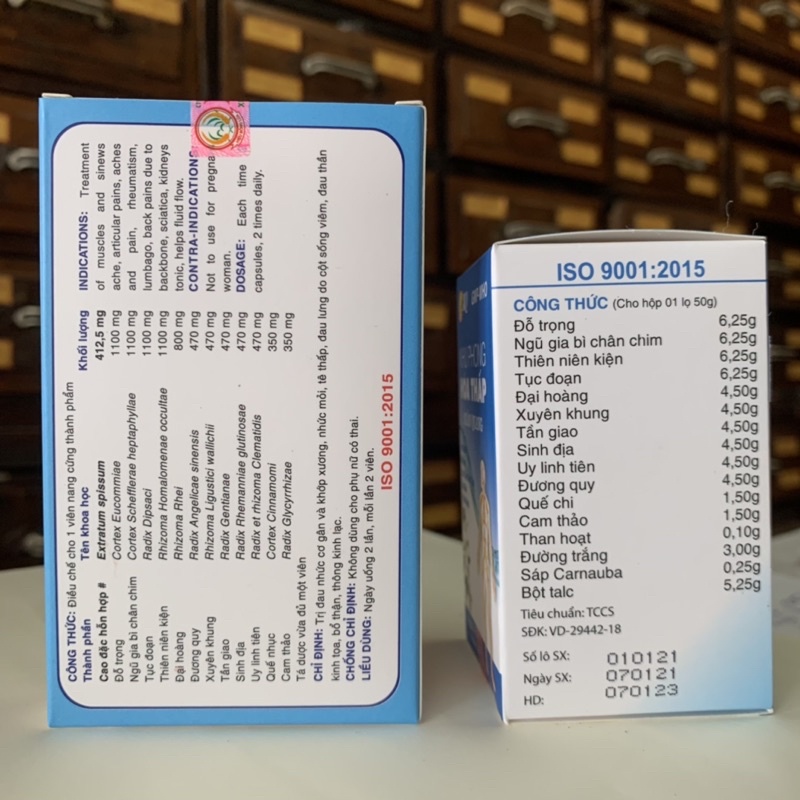 CÔNG THỨC: Điều chế cho 1 viên nang cứng thành phẩm
Thành phần Tên khoa học Khối lượng
Cao đặc hỗn hợp # Extratum spissum 412,5 mg
Đỗ trọng Cortex Eucommiae 1100 mg
Ngũ gia bì chân chim Cortex Schefflerae heptaphyllae 1100 mg
Tục đoạn Radix Dipsaci 1100 mg
Thiên niên kiện Rhizoma Homalomenae occultae 1100 mg
Đại hoàng Rhizoma Rhei 800 mg
Đương quy Radix Angelicae sinensis 470 mg
Xuyên khung Rhizoma Ligustici wallichii 470 mg
Tần giao Radix Gentianae 470 mg
Sinh địa Radix Rhemanniae glutinosae 470 mg
Uy linh tiên Radix et rhizoma Clematidis 470 mg
Quế nhục Cortex Cinnamomi 350 mg
Cam thảo Radix Glycyrrhizae 350 mg
Tá dược vừa đủ một viên
INDICATIONS: Treatment
of muscles and sinews
ache, articular pains, aches
and pain, rheumatism,
lumbago, back pains due to
backbone, sciatica, kidneys
tonic, helps fluid flow.
CONTRA-INDICATION
Not to use for pregna
woman.
DOSAGE: Each time
capsules, 2 times daily.
CHỈ ĐỊNH: Trị đau nhức cơ gân và khớp xương, nhức mỏi, tê thấp, đau lưng do cột sống viêm, đau thần
kinh tọa, bổ thận, thông kinh lạc.
CHỐNG CHỈ ĐỊNH: Không dùng cho phụ nữ có thai.
LIỀU DÙNG: Ngày uống 2 lần, mỗi lần 2 viên.
ISO 9001:2015
ISO 9001:2015
CÔNG THỨC (Cho hộp 01 lọ 50g)
Đỗ trọng 6,25g
Ngũ gia bì chân chim 6,25g
Thiên niên kiện 6,25g
Tục đoạn 6,25g
Đại hoàng 4,50g
Xuyên khung 4,50g
Tần giao 4,50g
Sinh địa 4,50g
Uy linh tiên 4,50g
Đương quy 4,50g
Quế chi 1,50g
Cam thảo 1,50g
Than hoạt 0,10g
Đường trắng 3,00g
Sáp Carnauba 0,25g
Bột talc 5,25g
Tiêu chuẩn: TCCS
SĐK: VD-29442-18
Số lô SX: 010121
Ngày SX: 070121
HD: 070123
PHONG
THẤP